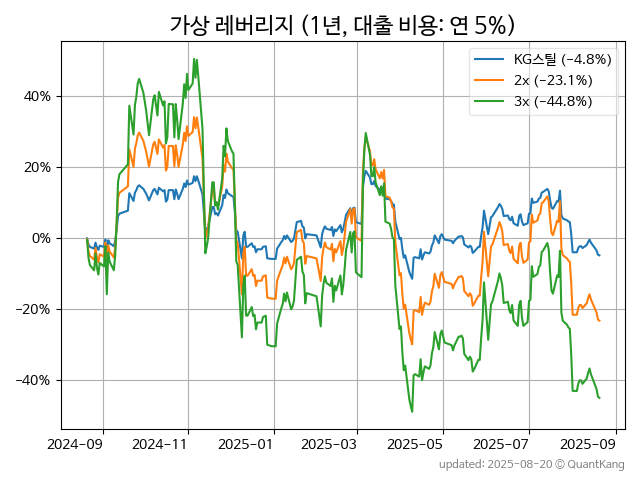 가상 레버리지 (1년, 대출 비용: 연 5%)
KG스틸 (−4.8%)
2x (−23.1%)
3x (−44.8%)
40%
20%
0%
−20%
−40%
2024-09 2024-11 2025-01 2025-03 2025-05 2025-07 2025-09
updated: 2025-08-20 © QuantKang